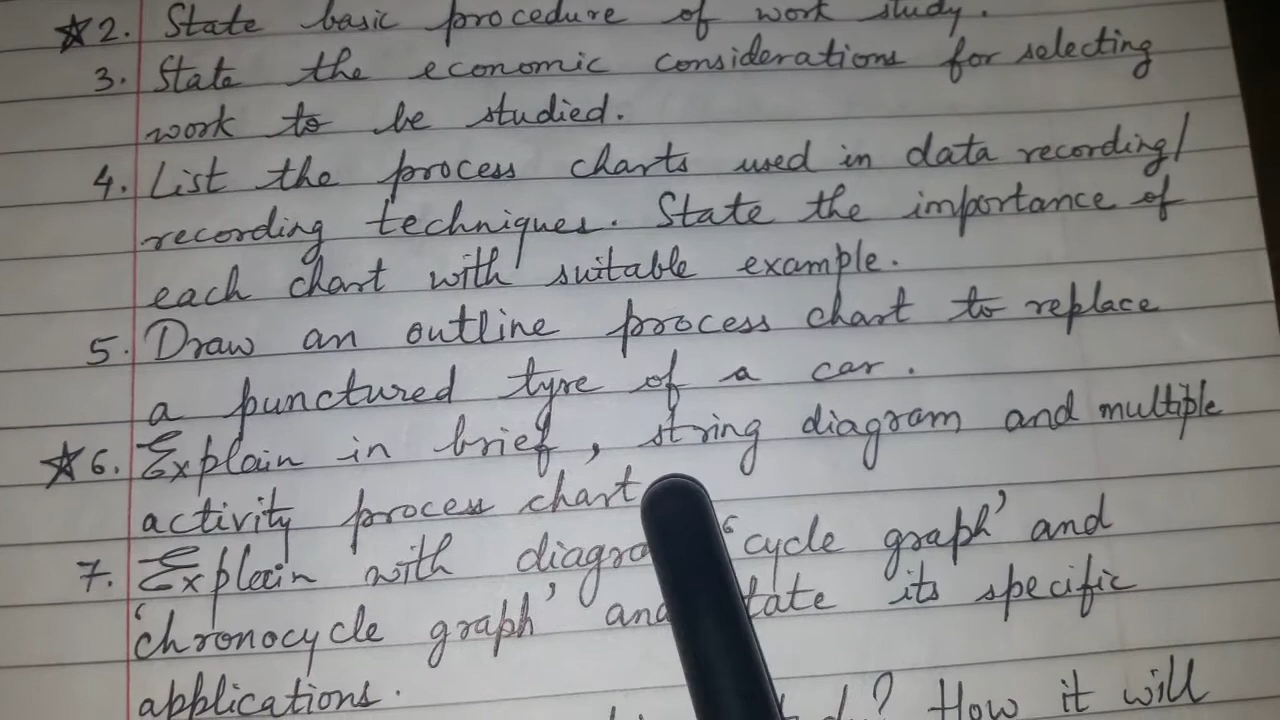 ★2. State basic procedure of work study.
3. State the economic considerations for selecting
work to be studied.
4. List the process charts used in data recording/
recording techniques. State the importance of
each chart with suitable example.
5. Draw an outline process chart to replace
a punctured tyre of a car.
★6. Explain in brief, string diagram and multiple
activity process chart
7. Explain with diagra 'cycle graph' and
'chronocycle graph' and tate its specific
applications.
? How it will